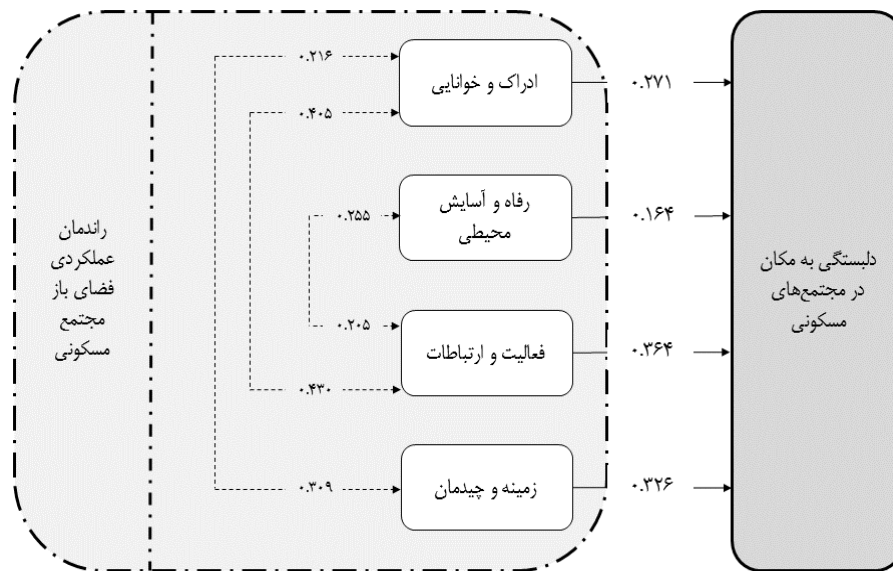 دلبستگی به مکان
در مجتمع‌های
مسکونی
۰.۲۷۱
۰.۱۶۴
۰.۳۶۴
۰.۳۲۶
ادراک و خوانایی
رفاه و آسایش
محیطی
فعالیت و ارتباطات
زمینه و چیدمان
۰.۲۱۶
۰.۴۰۵
۰.۲۵۵
۰.۲۰۵
۰.۴۳۰
۰.۳۰۹
راندمان
عملکردی
فضای باز
مجتمع
مسکونی